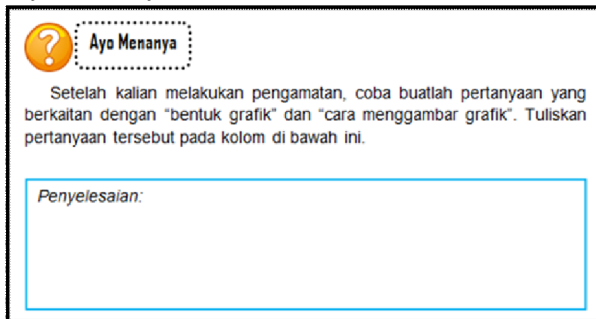 ?
Ayo Menanya
Setelah kalian melakukan pengamatan, coba buatlah pertanyaan yang
berkaitan dengan "bentuk grafik" dan "cara menggambar grafik". Tuliskan
pertanyaan tersebut pada kolom di bawah ini.
Penyelesaian: